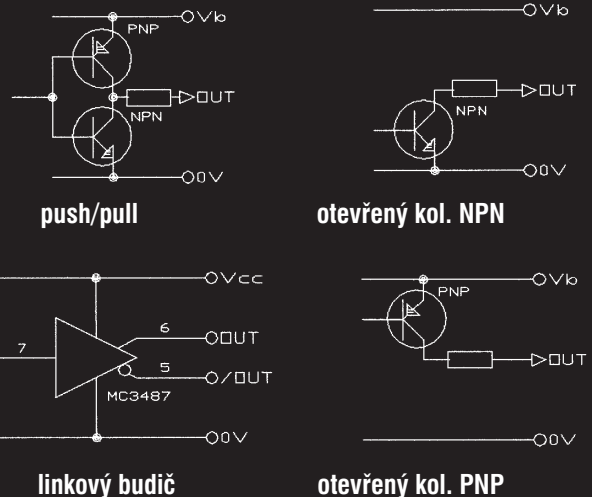 Vb
PNP
OUT
NPN
0V
push/pull
Vb
OUT
NPN
0V
otevřený kol. NPN
Vcc
7
6
OUT
5
/OUT
MC3487
0V
linkový budič
Vb
PNP
OUT
0V
otevřený kol. PNP